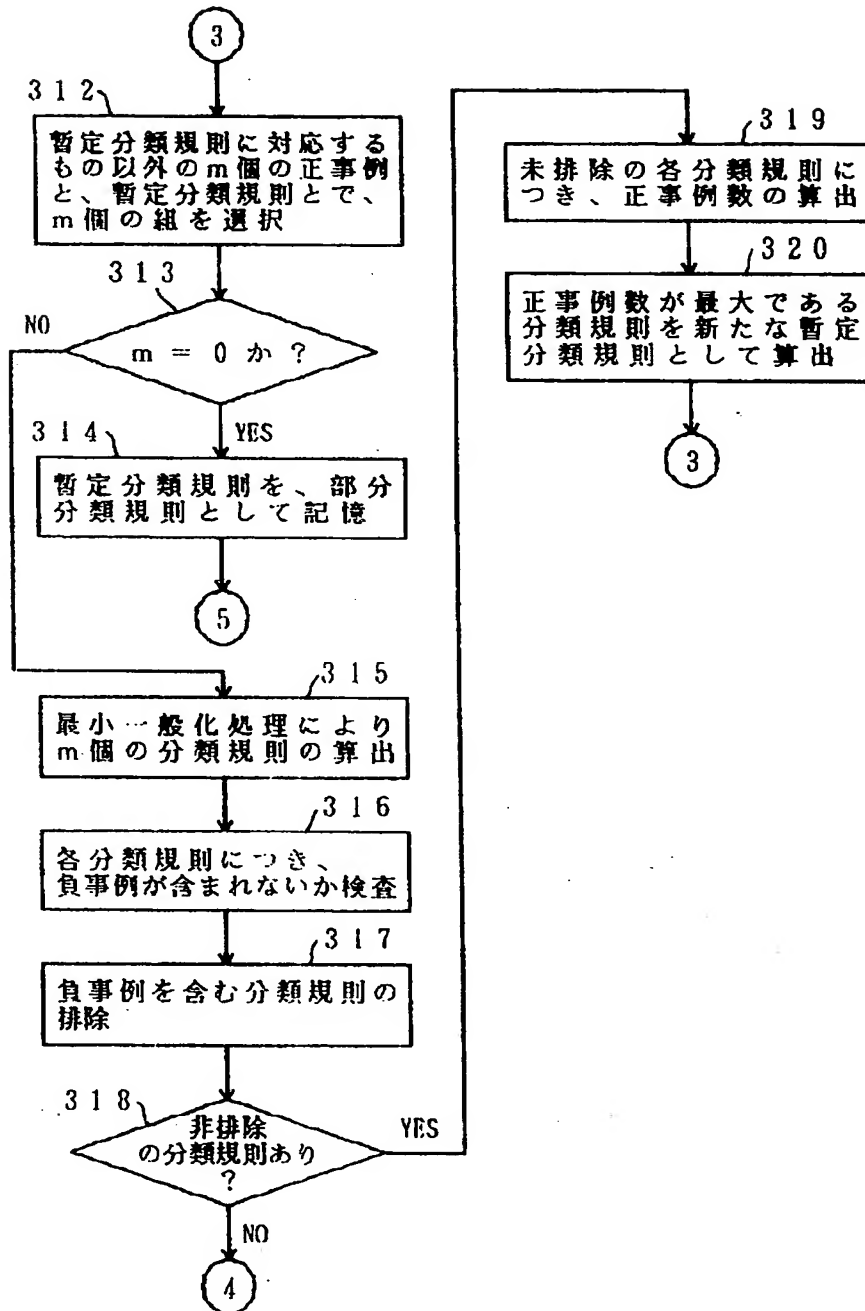 3
312
暫定分類規則に対応する
もの以外のm個の正事例
と、暫定分類規則とで、
m個の組を選択
313
NO
m = 0 か ?
YES
314
暫定分類規則を、部分
分類規則として記憶
5
315
最小一般化処理により
m個の分類規則の算出
316
各分類規則につき、
負事例が含まれないか検査
317
負事例を含む分類規則の
排除
318
非排除
の分類規則あり
?
YES
NO
4
319
未排除の各分類規則に
つき、正事例数の算出
320
正事例数が最大である
分類規則を新たな暫定
分類規則として算出
3